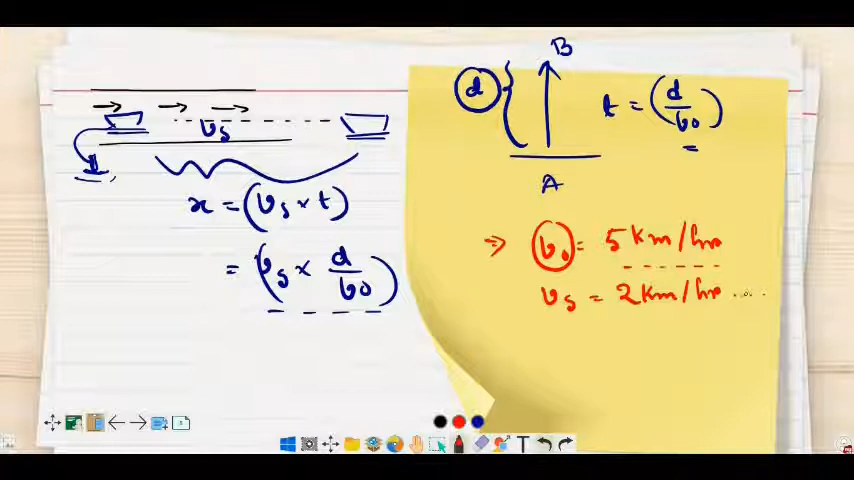 vs
x = (vs × t)
= (vs × d/v0)
B
d
t = (d/v0)
A
⇒ v0 = 5 km/hr
vs = 2 km/hr ...
T